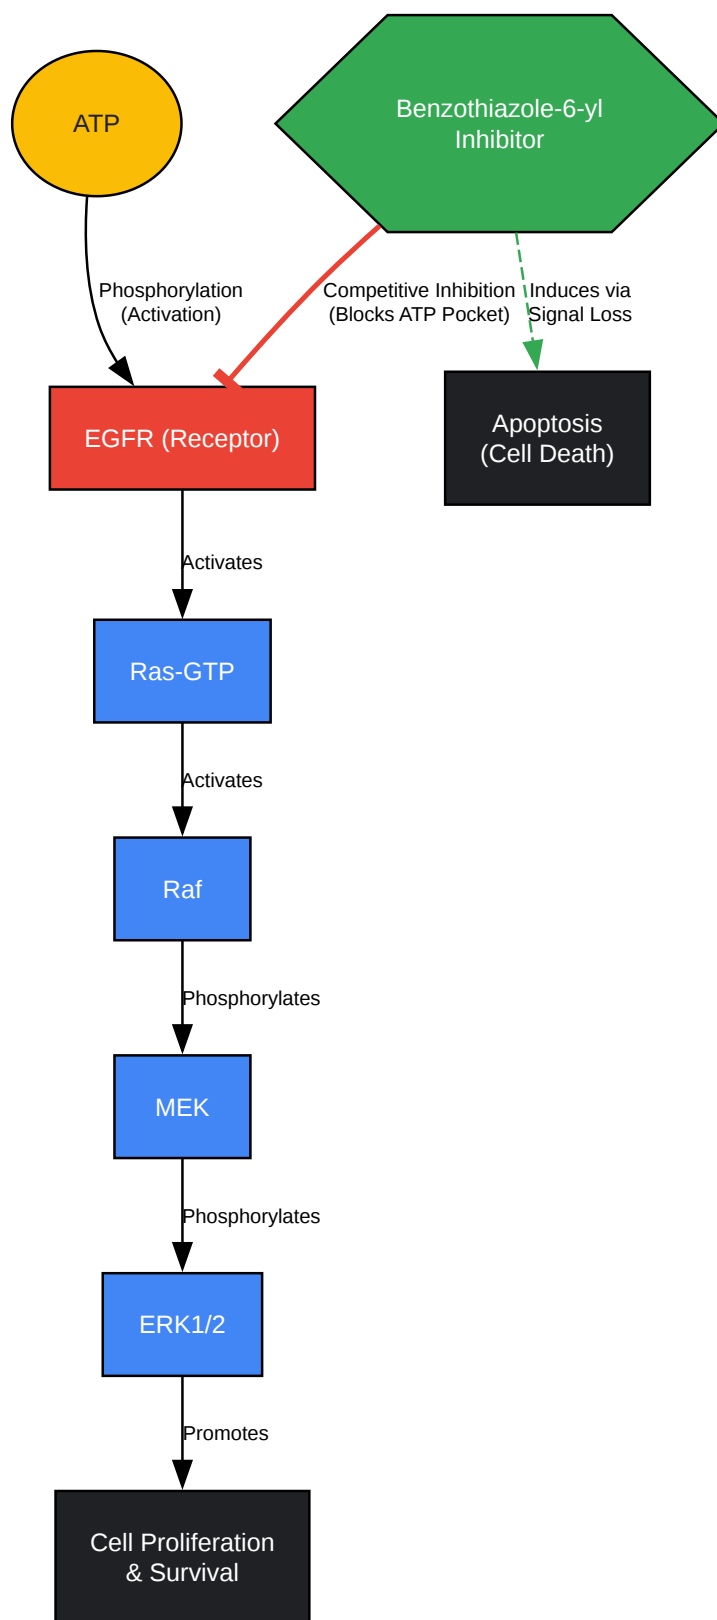 ATP
Benzothiazole-6-yl
Inhibitor
Phosphorylation
(Activation)
Competitive Inhibition
(Blocks ATP Pocket)
Induces via
Signal Loss
EGFR (Receptor)
Apoptosis
(Cell Death)
Activates
Ras-GTP
Activates
Raf
Phosphorylates
MEK
Phosphorylates
ERK1/2
Promotes
Cell Proliferation
& Survival